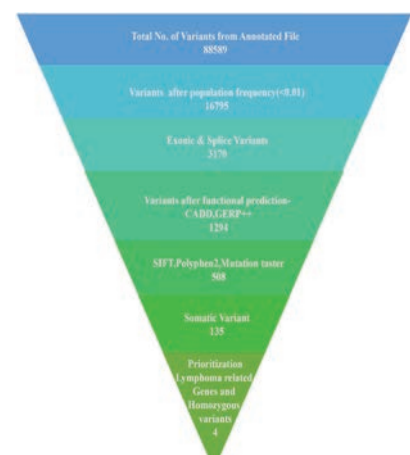 Total No. of Variants from Annotated File
88589
Variants after population frequency(<0.01)
16795
Exonic & Splice Variants
3170
Variants after functional prediction-
CADD,GERP++
1294
SIFT,Polyphen2,Mutation taster
508
Somatic Variant
135
Prioritization
Lymphoma related
Genes and
Homozygous
variants
4